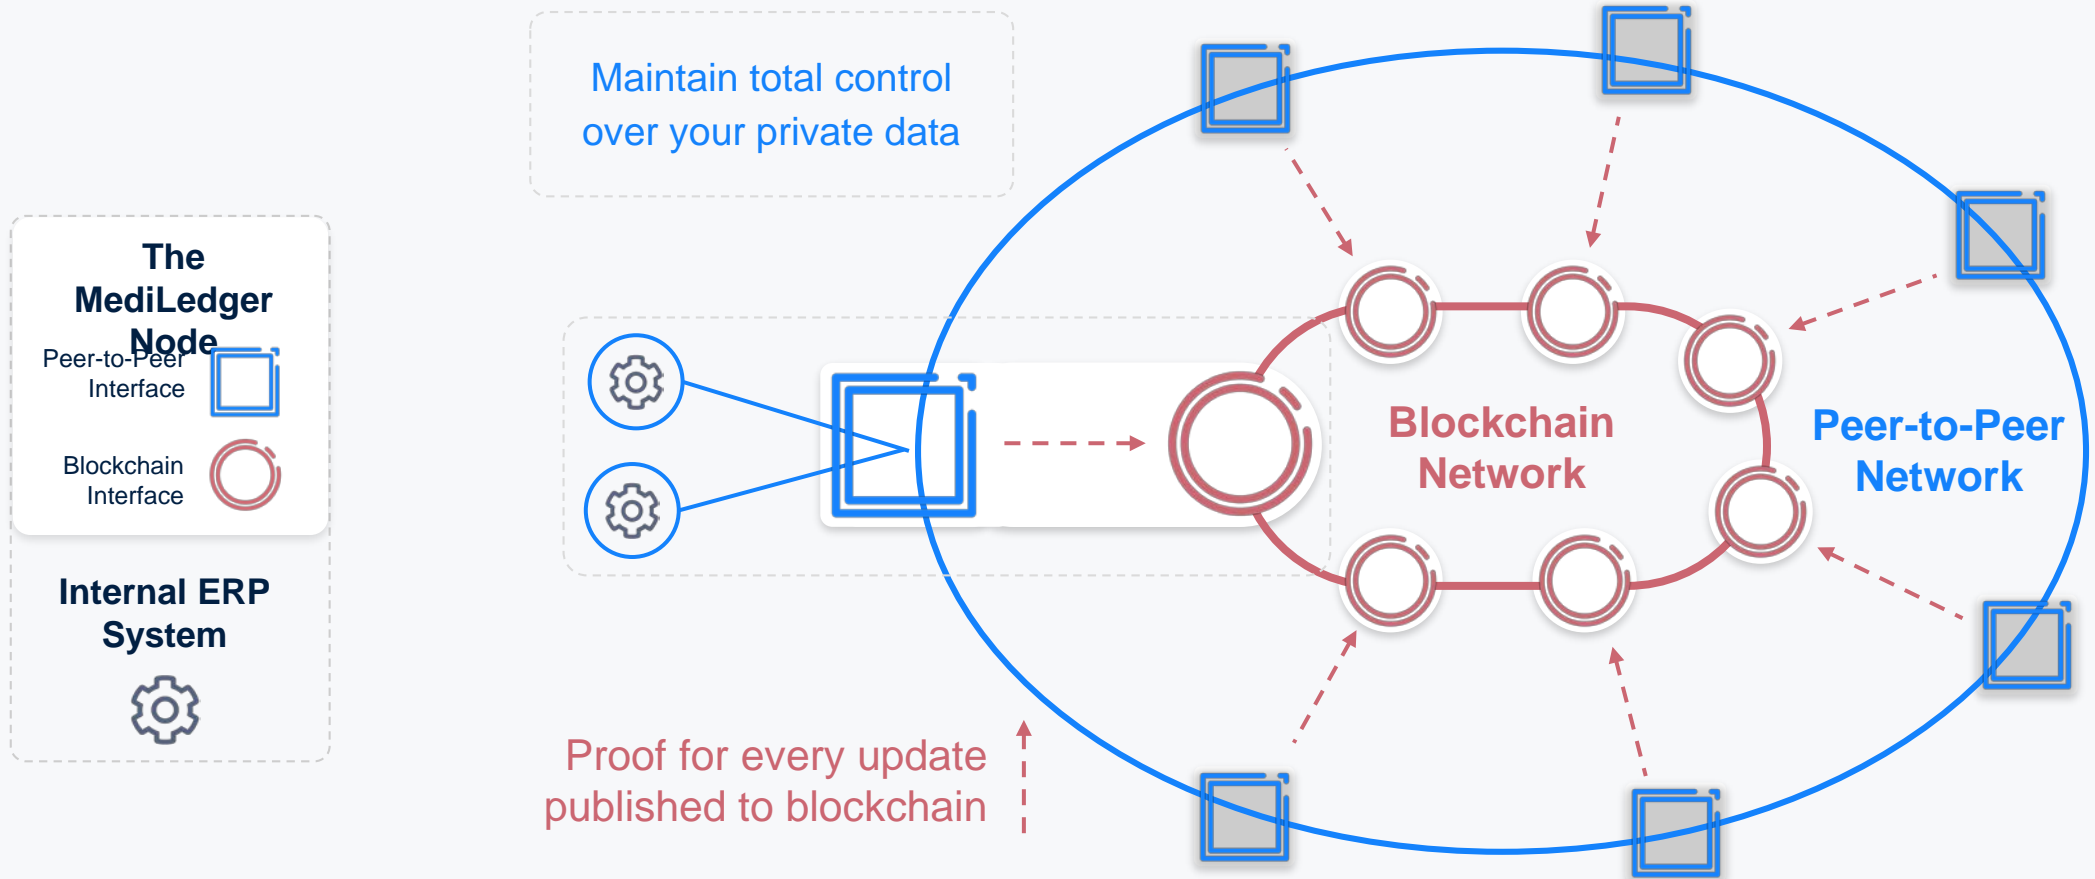 Maintain total control
over your private data
The
MediLedger
Node
Peer-to-Peer
Interface
Blockchain
Interface
Internal ERP
System
Blockchain
Network
Peer-to-Peer
Network
Proof for every update
published to blockchain